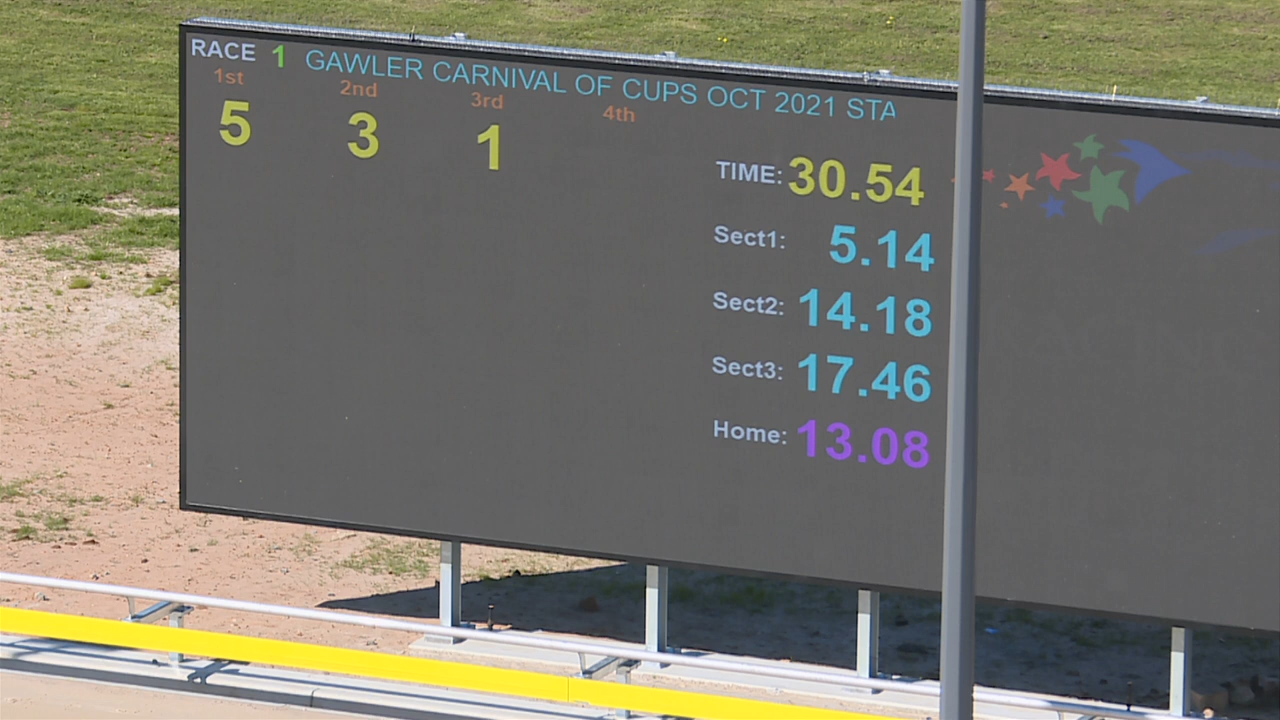 RACE 1 GAWLER CARNIVAL OF CUPS OCT 2021 STA
1st 2nd 3rd 4th
5 3 1
TIME: 30.54
Sect1: 5.14
Sect2: 14.18
Sect3: 17.46
Home: 13.08